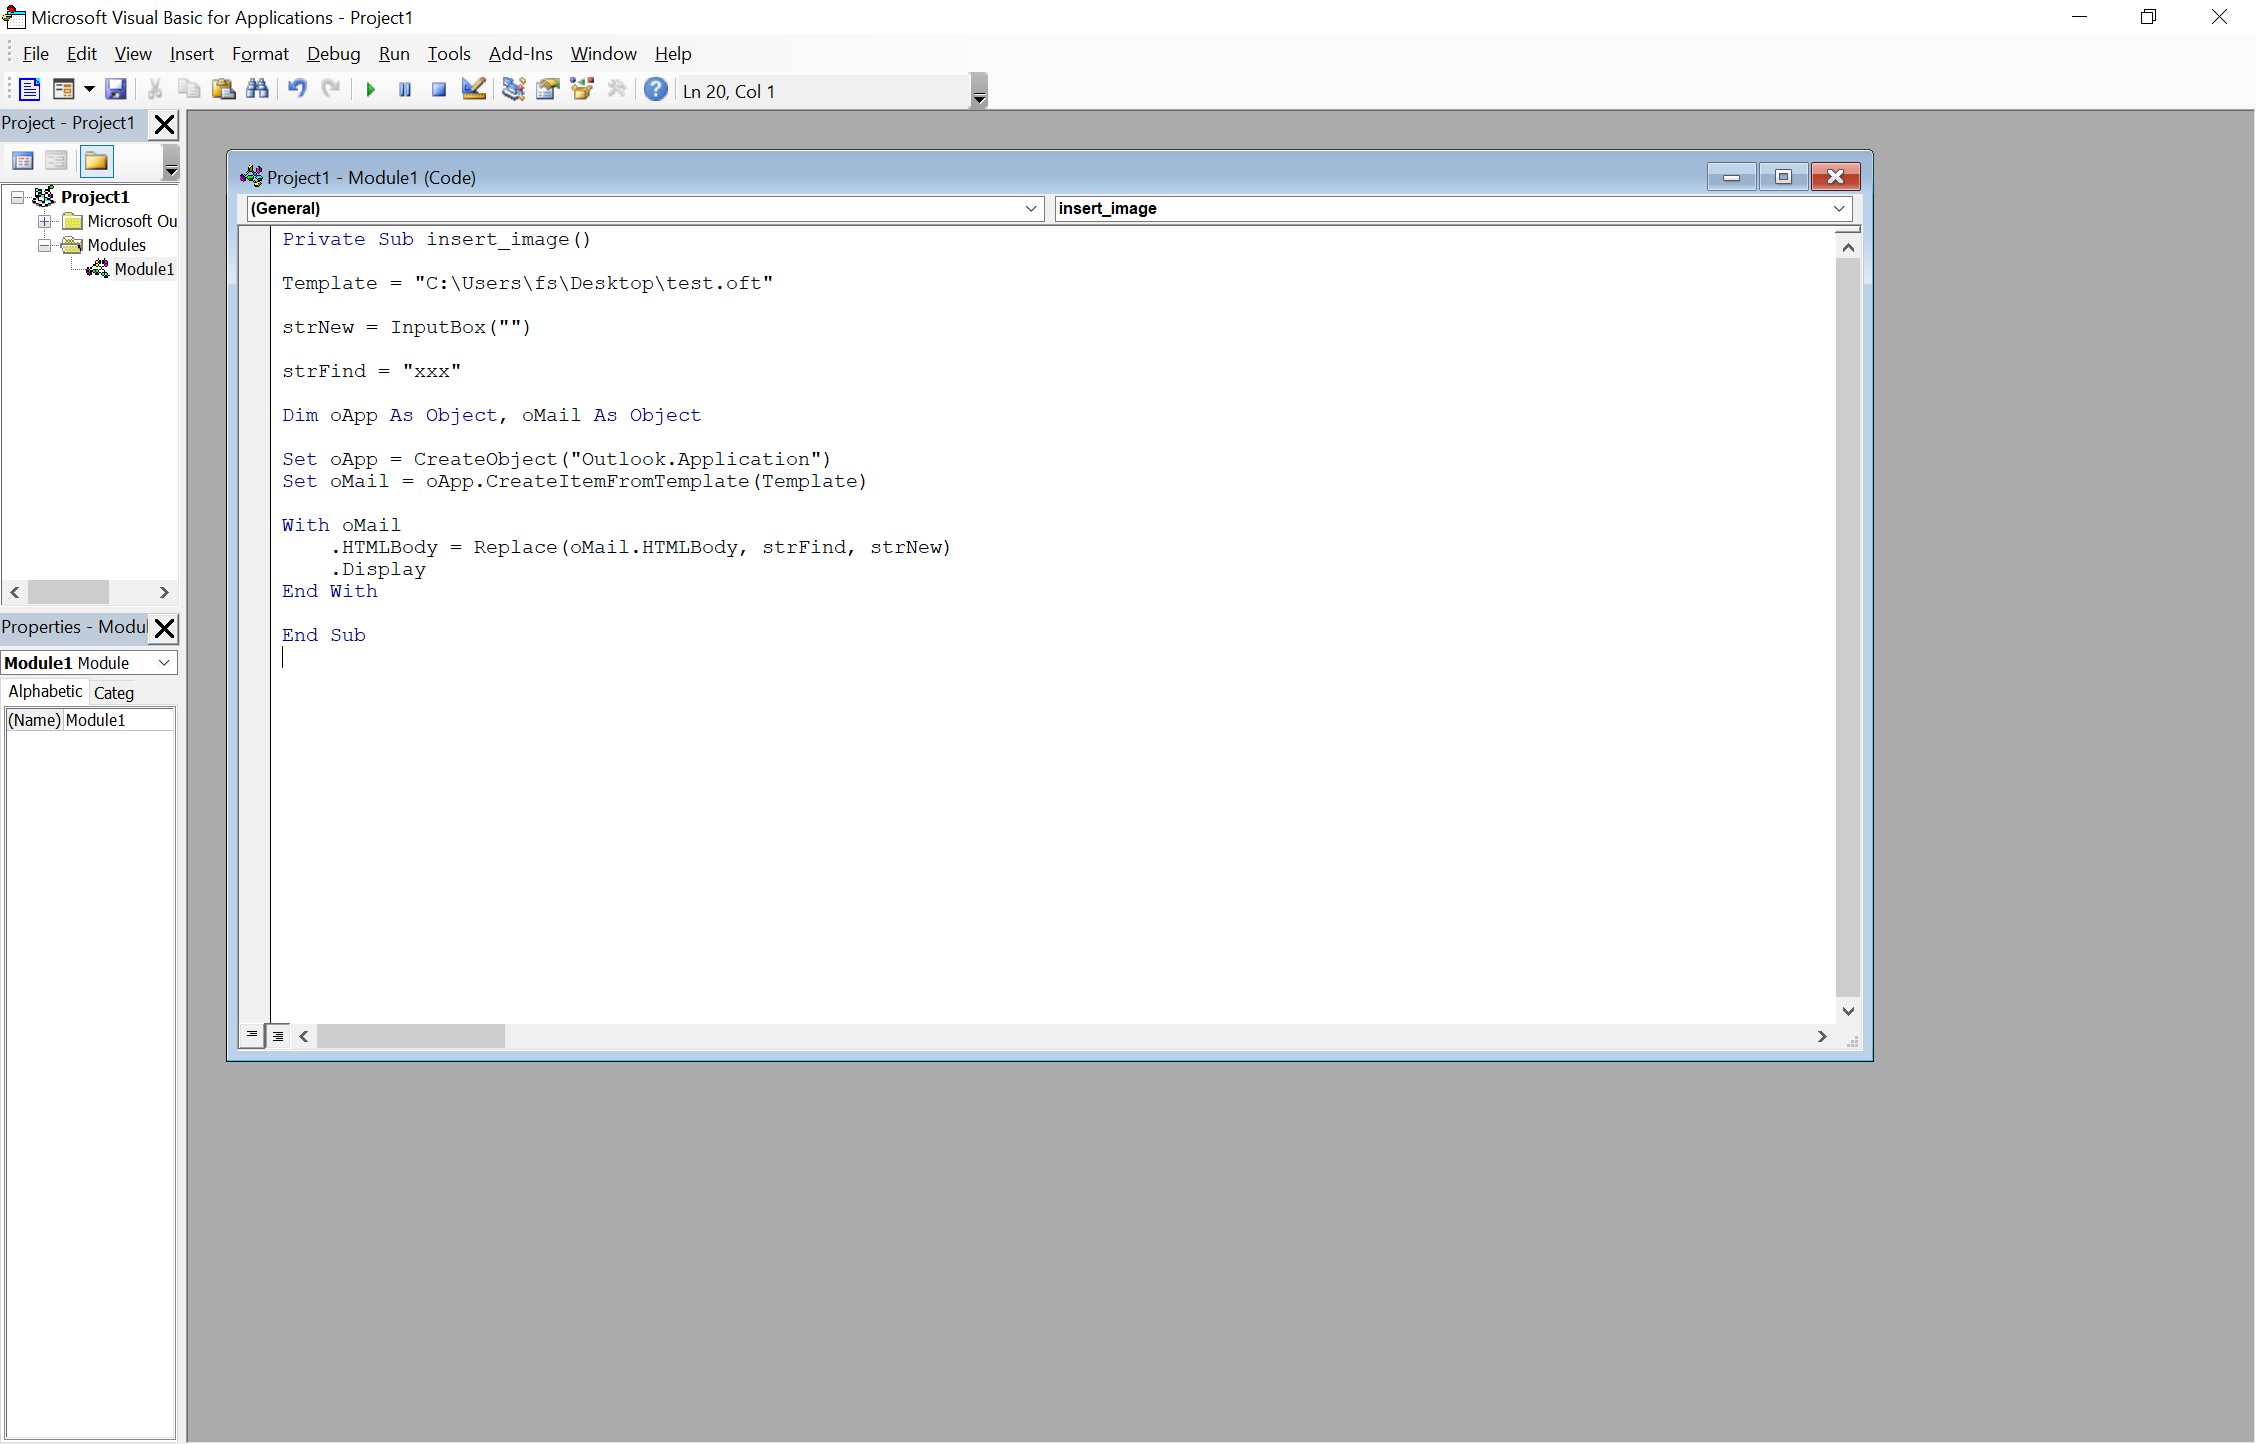 Microsoft Visual Basic for Applications - Project1
File Edit View Insert Format Debug Run Tools Add-Ins Window Help
Ln 20, Col 1
Project - Project1
Project1
Microsoft Ou
Modules
Module1
Properties - Modul
Module1 Module
Alphabetic Categ
(Name) Module1
Project1 - Module1 (Code)
(General) insert_image
Private Sub insert_image()
Template = "C:\Users\fs\Desktop\test.oft"
strNew = InputBox("")
strFind = "xxx"
Dim oApp As Object, oMail As Object
Set oApp = CreateObject("Outlook.Application")
Set oMail = oApp.CreateItemFromTemplate(Template)
With oMail
.HTMLBody = Replace(oMail.HTMLBody, strFind, strNew)
.Display
End With
End Sub